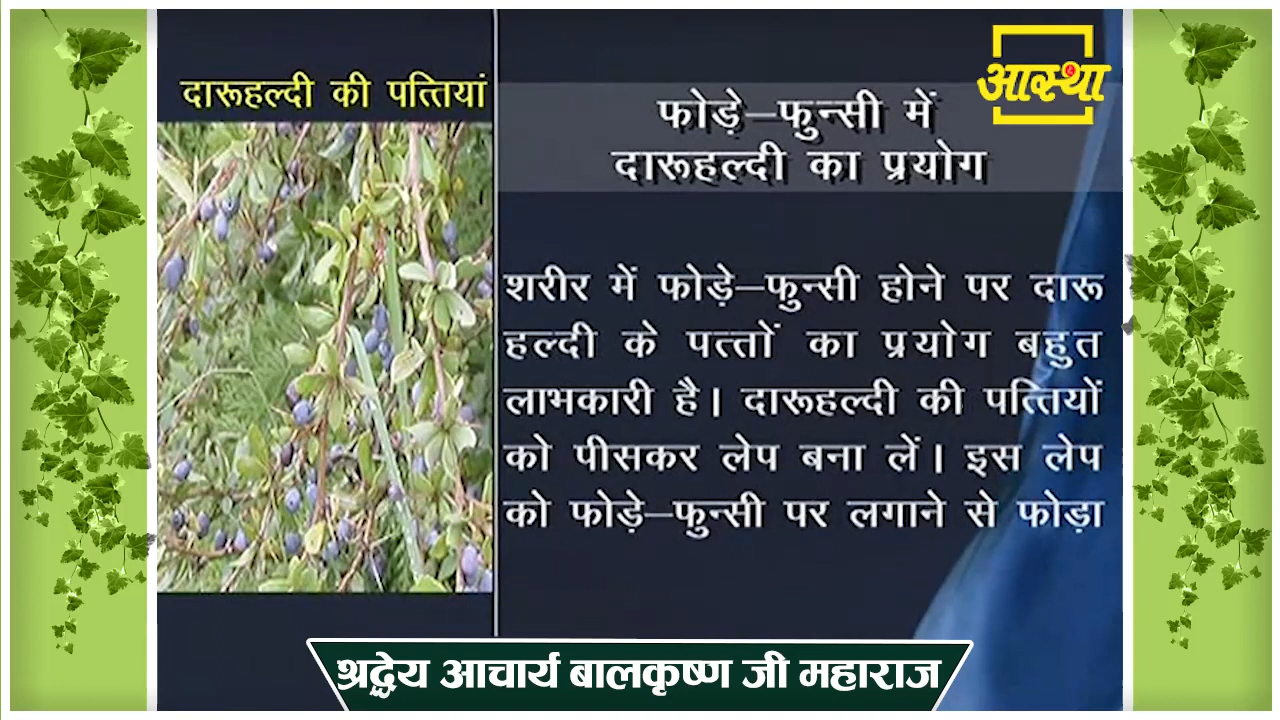 दारूहल्दी की पत्तियां
आस्था
फोड़े–फुन्सी में
दारूहल्दी का प्रयोग
शरीर में फोड़े–फुन्सी होने पर दारू
हल्दी के पत्तों का प्रयोग बहुत
लाभकारी है। दारूहल्दी की पत्तियों
को पीसकर लेप बना लें। इस लेप
को फोड़े–फुन्सी पर लगाने से फोड़ा
श्रद्धेय आचार्य बालकृष्ण जी महाराज